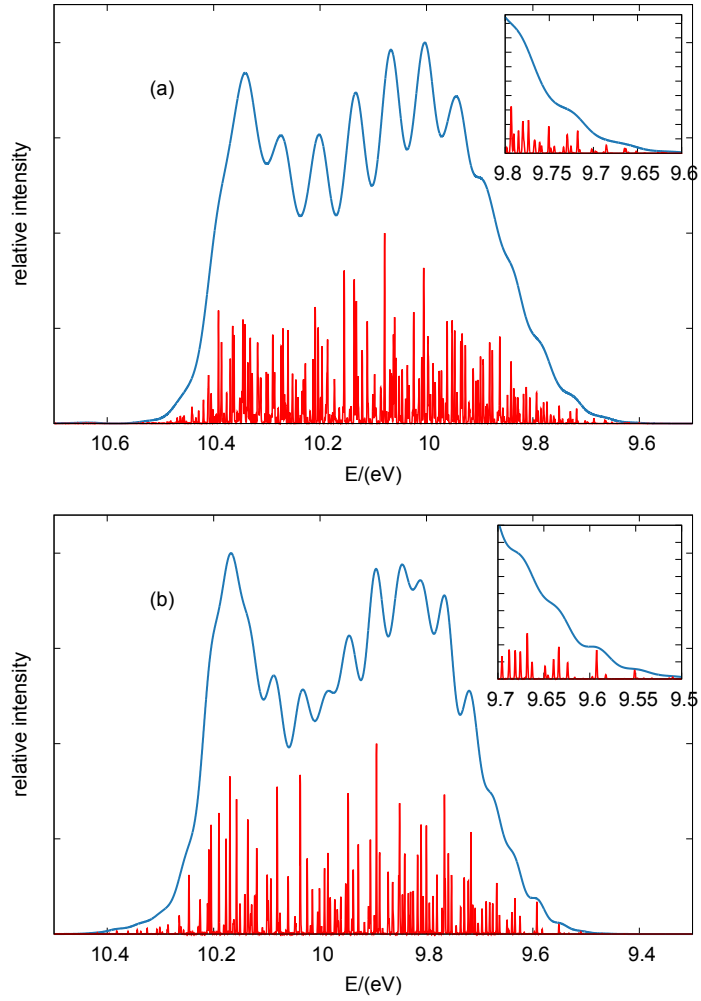 (a)
relative intensity
9.8 9.75 9.7 9.65 9.6
10.6 10.4 10.2 10 9.8 9.6
E/(eV)
(b)
relative intensity
9.7 9.65 9.6 9.55 9.5
10.4 10.2 10 9.8 9.6 9.4
E/(eV)